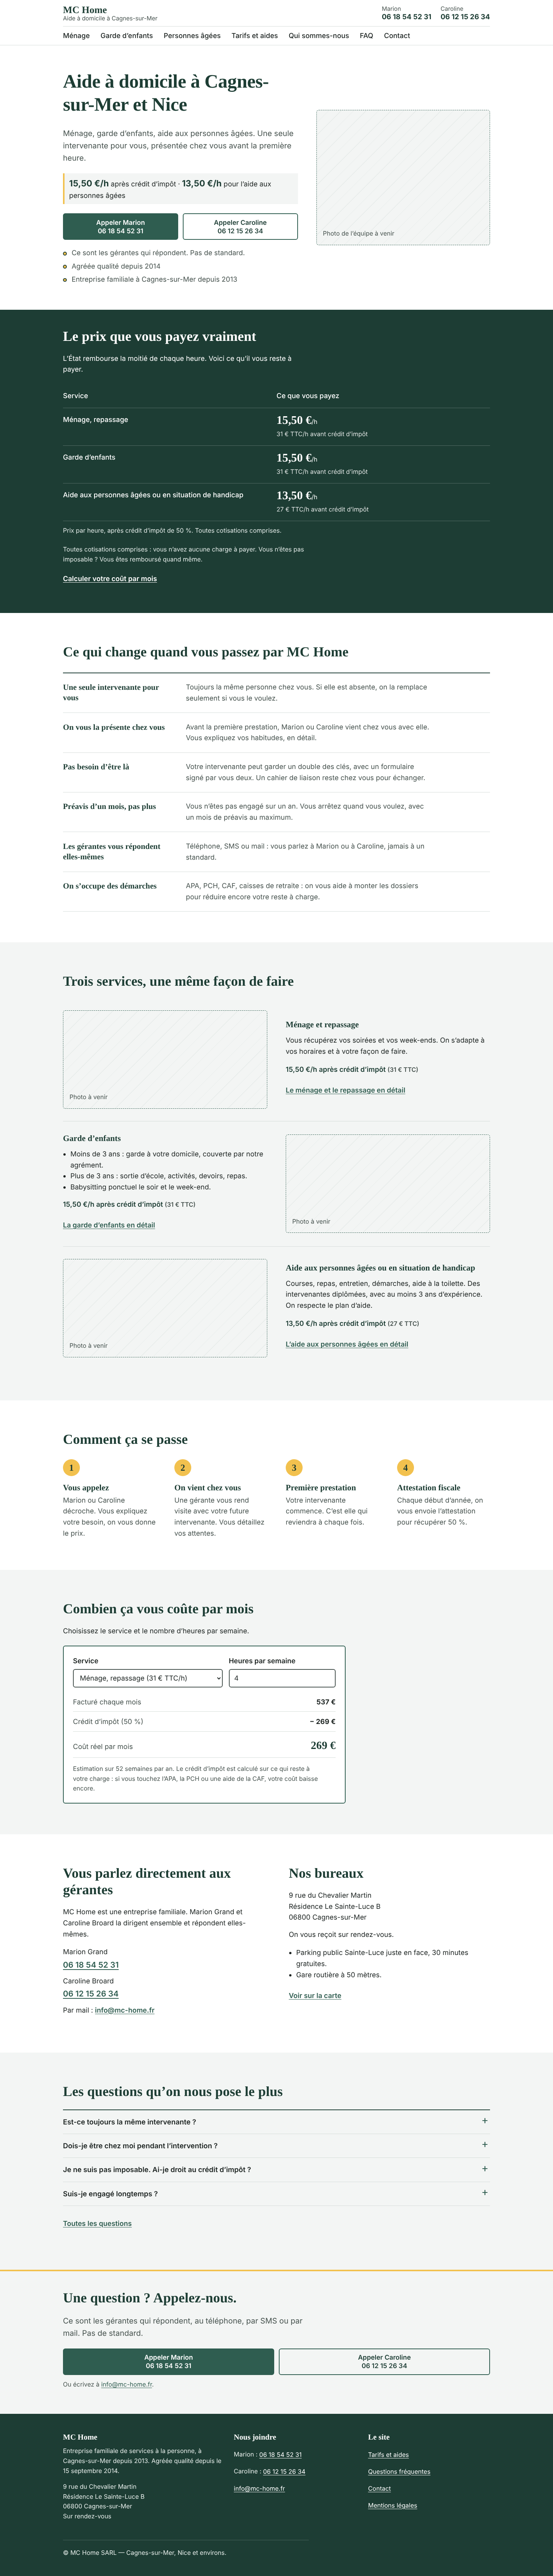 MC Home
Aide à domicile à Cagnes-sur-Mer
Marion
06 18 54 52 31
Caroline
06 12 15 26 34
Ménage
Garde d'enfants
Personnes âgées
Tarifs et aides
Qui sommes-nous
FAQ
Contact
Aide à domicile à Cagnes-
sur-Mer et Nice
Ménage, garde d'enfants, aide aux personnes âgées. Une seule
intervenante pour vous, présentée chez vous avant la première
heure.
15,50 €/h après crédit d'impôt · 13,50 €/h pour l'aide aux
personnes âgées
Appeler Marion
06 18 54 52 31
Appeler Caroline
06 12 15 26 34
Ce sont les gérantes qui répondent. Pas de standard.
Agréée qualité depuis 2014
Entreprise familiale à Cagnes-sur-Mer depuis 2013
Photo de l'équipe à venir
Le prix que vous payez vraiment
L'État rembourse la moitié de chaque heure. Voici ce qu'il vous reste à
payer.
Service
Ce que vous payez
Ménage, repassage
15,50 €/h
31 € TTC/h avant crédit d'impôt
Garde d'enfants
15,50 €/h
31 € TTC/h avant crédit d'impôt
Aide aux personnes âgées ou en situation de handicap
13,50 €/h
27 € TTC/h avant crédit d'impôt
Prix par heure, après crédit d'impôt de 50 %. Toutes cotisations comprises.
Toutes cotisations comprises : vous n'avez aucune charge à payer. Vous n'êtes pas
imposable ? Vous êtes remboursé quand même.
Calculer votre coût par mois
Ce qui change quand vous passez par MC Home
Une seule intervenante pour
vous
Toujours la même personne chez vous. Si elle est absente, on la remplace
seulement si vous le voulez.
On vous la présente chez vous
Avant la première prestation, Marion ou Caroline vient chez vous avec elle.
Vous expliquez vos habitudes, en détail.
Pas besoin d'être là
Votre intervenante peut garder un double des clés, avec un formulaire
signé par vous deux. Un cahier de liaison reste chez vous pour échanger.
Préavis d'un mois, pas plus
Vous n'êtes pas engagé sur un an. Vous arrêtez quand vous voulez, avec
un mois de préavis au maximum.
Les gérantes vous répondent
elles-mêmes
Téléphone, SMS ou mail : vous parlez à Marion ou à Caroline, jamais à un
standard.
On s'occupe des démarches
APA, PCH, CAF, caisses de retraite : on vous aide à monter les dossiers
pour réduire encore votre reste à charge.
Trois services, une même façon de faire
Photo à venir
Ménage et repassage
Vous récupérez vos soirées et vos week-ends. On s'adapte à
vos horaires et à votre façon de faire.
15,50 €/h après crédit d'impôt (31 € TTC)
Le ménage et le repassage en détail
Garde d'enfants
Moins de 3 ans : garde à votre domicile, couverte par notre
agrément.
Plus de 3 ans : sortie d'école, activités, devoirs, repas.
Babysitting ponctuel le soir et le week-end.
15,50 €/h après crédit d'impôt (31 € TTC)
La garde d'enfants en détail
Photo à venir
Photo à venir
Aide aux personnes âgées ou en situation de handicap
Courses, repas, entretien, démarches, aide à la toilette. Des
intervenantes diplômées, avec au moins 3 ans d'expérience.
On respecte le plan d'aide.
13,50 €/h après crédit d'impôt (27 € TTC)
L'aide aux personnes âgées en détail
Comment ça se passe
1
Vous appelez
Marion ou Caroline
décroche. Vous expliquez
votre besoin, on vous donne
le prix.
2
On vient chez vous
Une gérante vous rend
visite avec votre future
intervenante. Vous détaillez
vos attentes.
3
Première prestation
Votre intervenante
commence. C'est elle qui
reviendra à chaque fois.
4
Attestation fiscale
Chaque début d'année, on
vous envoie l'attestation
pour récupérer 50 %.
Combien ça vous coûte par mois
Choisissez le service et le nombre d'heures par semaine.
Service
Heures par semaine
Ménage, repassage (31 € TTC/h)
4
Facturé chaque mois
537 €
Crédit d'impôt (50 %)
− 269 €
Coût réel par mois
269 €
Estimation sur 52 semaines par an. Le crédit d'impôt est calculé sur ce qui reste à
votre charge : si vous touchez l'APA, la PCH ou une aide de la CAF, votre coût baisse
encore.
Vous parlez directement aux
gérantes
MC Home est une entreprise familiale. Marion Grand et
Caroline Broard la dirigent ensemble et répondent elles-
mêmes.
Marion Grand
06 18 54 52 31
Caroline Broard
06 12 15 26 34
Par mail : info@mc-home.fr
Nos bureaux
9 rue du Chevalier Martin
Résidence Le Sainte-Luce B
06800 Cagnes-sur-Mer
On vous reçoit sur rendez-vous.
Parking public Sainte-Luce juste en face, 30 minutes
gratuites.
Gare routière à 50 mètres.
Voir sur la carte
Les questions qu'on nous pose le plus
Est-ce toujours la même intervenante ?
+
Dois-je être chez moi pendant l'intervention ?
+
Je ne suis pas imposable. Ai-je droit au crédit d'impôt ?
+
Suis-je engagé longtemps ?
+
Toutes les questions
Une question ? Appelez-nous.
Ce sont les gérantes qui répondent, au téléphone, par SMS ou par
mail. Pas de standard.
Appeler Marion
06 18 54 52 31
Appeler Caroline
06 12 15 26 34
Ou écrivez à info@mc-home.fr.
MC Home
Entreprise familiale de services à la personne, à
Cagnes-sur-Mer depuis 2013. Agréée qualité depuis le
15 septembre 2014.
9 rue du Chevalier Martin
Résidence Le Sainte-Luce B
06800 Cagnes-sur-Mer
Sur rendez-vous
Nous joindre
Marion : 06 18 54 52 31
Caroline : 06 12 15 26 34
info@mc-home.fr
Le site
Tarifs et aides
Questions fréquentes
Contact
Mentions légales
© MC Home SARL — Cagnes-sur-Mer, Nice et environs.